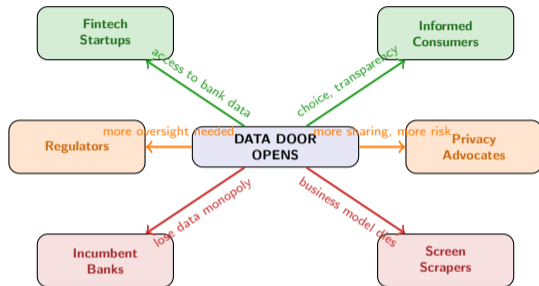 Fintech
Startups
Informed
Consumers
access to bank data
choice, transparency
Regulators
more oversight needed
DATA DOOR
OPENS
more sharing, more risk
Privacy
Advocates
lose data monopoly
business model dies
Incumbent
Banks
Screen
Scrapers